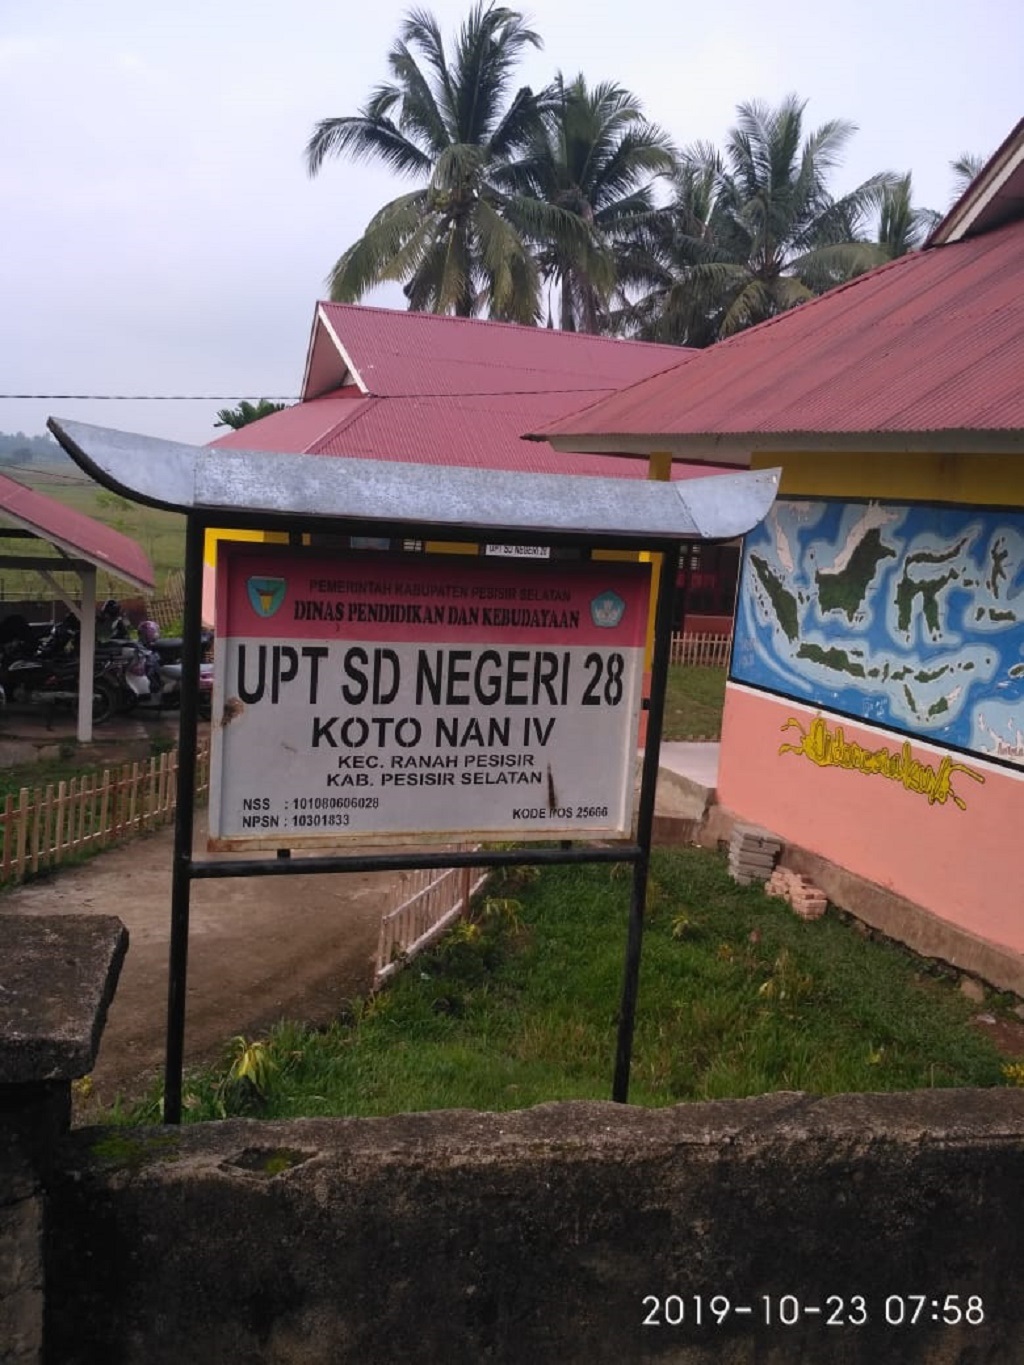 UPT SD NEGERI 28
PEMERINTAH KABUPATEN PESISIR SELATAN
DINAS PENDIDIKAN DAN KEBUDAYAAN
UPT SD NEGERI 28
KOTO NAN IV
KEC. RANAH PESISIR
KAB. PESISIR SELATAN
NSS : 101080606028
NPSN : 10301833
KODE POS 25666
2019-10-23 07:58